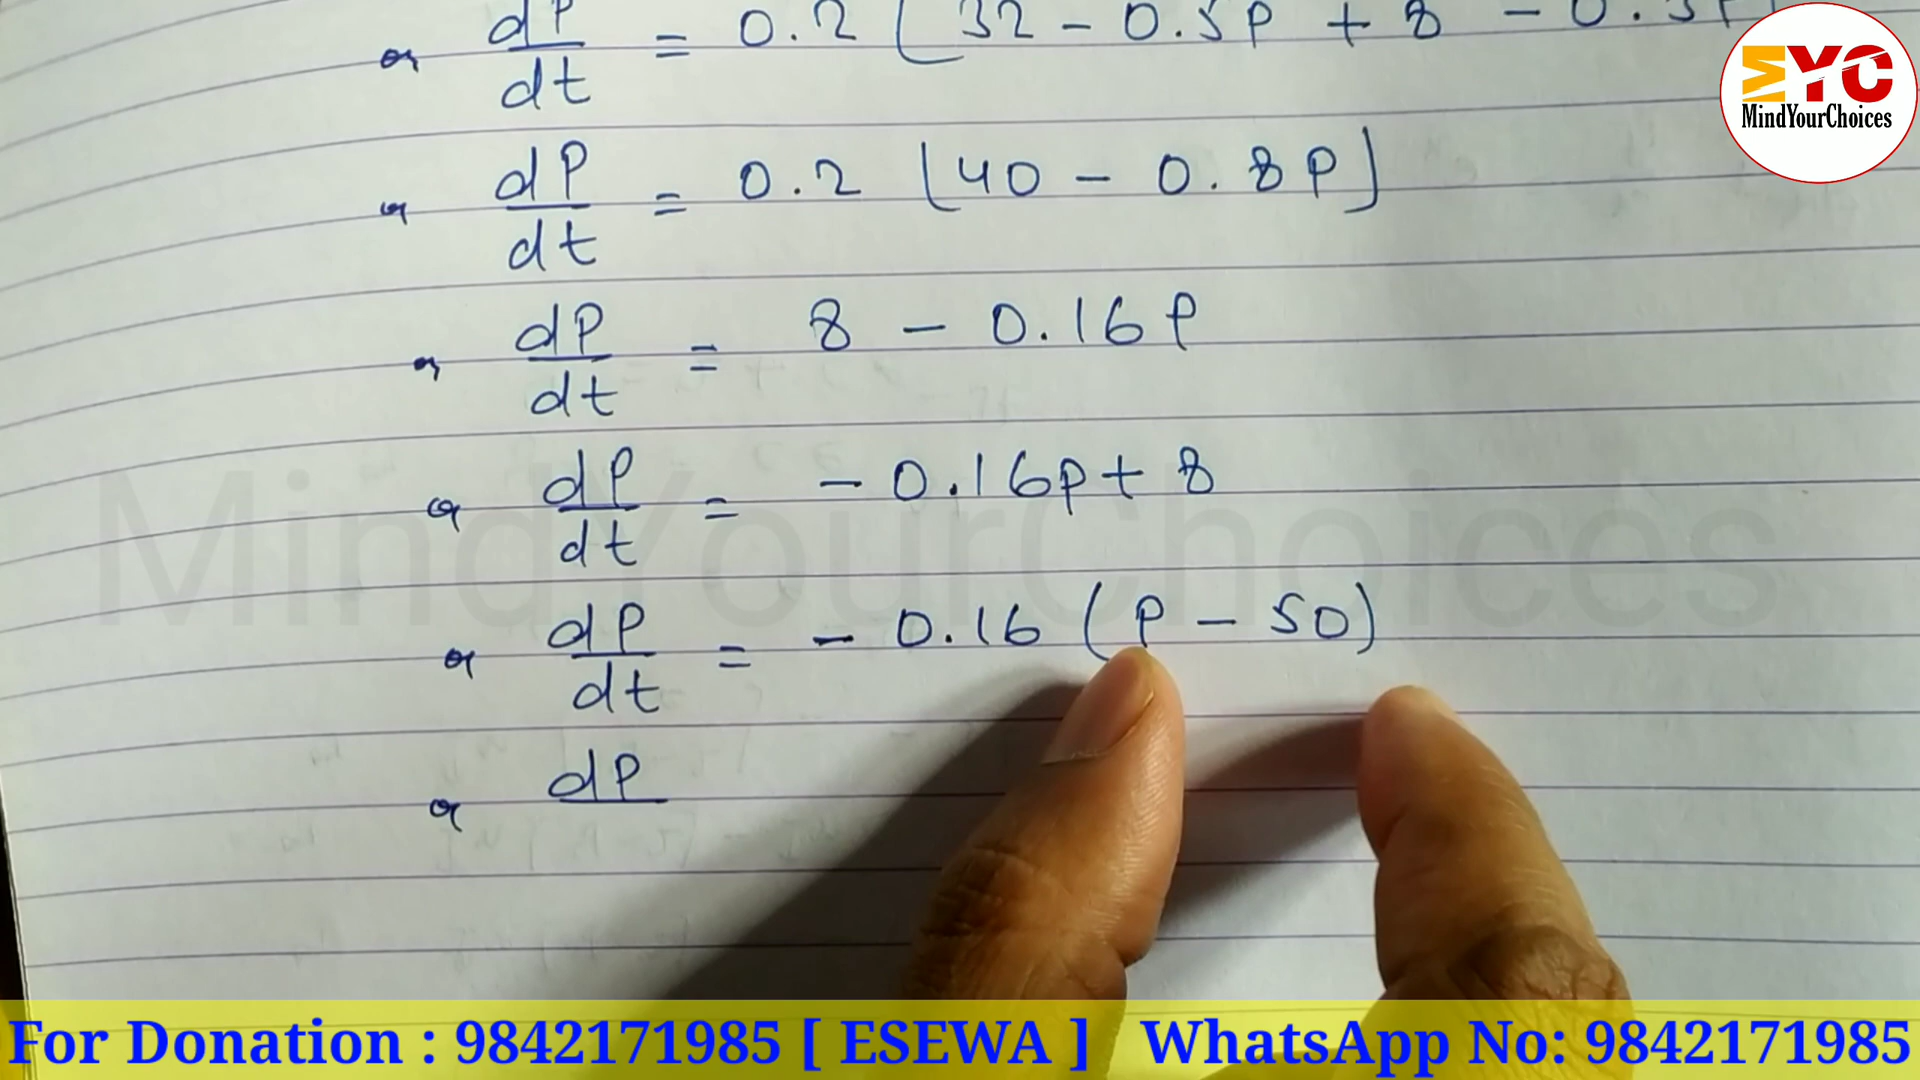 or dP/dt = 0.2 [32 - 0.5P + 8 - 0.3P]
MYC
MindYourChoices
or dP/dt = 0.2 [40 - 0.8P]
or dP/dt = 8 - 0.16P
or dP/dt = - 0.16P + 8
MindYourChoices
or dP/dt = - 0.16 (P - 50)
or dP
For Donation : 9842171985 [ ESEWA ] WhatsApp No: 9842171985